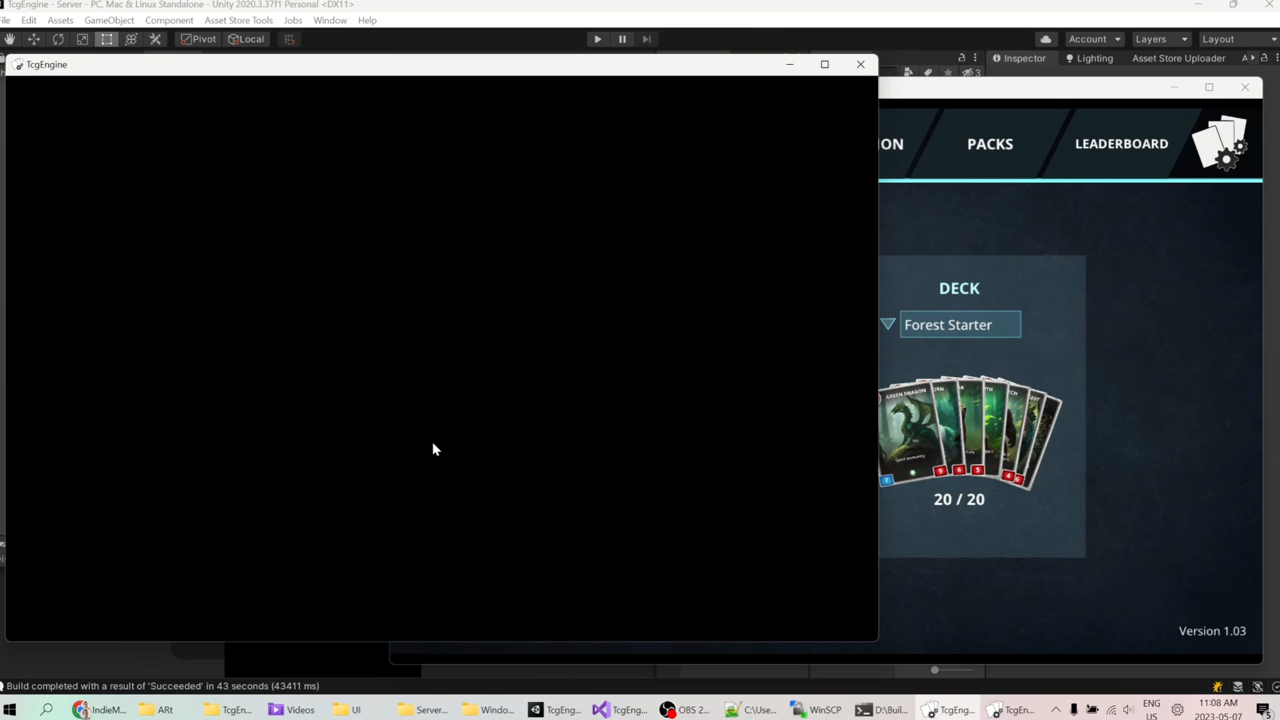 TcgEngine - Server - PC, Mac & Linux Standalone - Unity 2020.3.37f1 Personal <DX11>
File Edit Assets GameObject Component Asset Store Tools Jobs Window Help
Pivot Local Account Layers Layout
Inspector Lighting Asset Store Uploader A
TcgEngine
3
ON PACKS LEADERBOARD
DECK
Forest Starter
20 / 20
Version 1.03
Build completed with a result of 'Succeeded' in 43 seconds (43411 ms)
IndieM... ARt TcgEn... Videos UI Server... Windo... TcgEng... TcgEng... OBS 2... C:\Use... WinSCP D:\Buil... TcgEng... TcgEn...
ENG
US
11:08 AM
2023-05-07